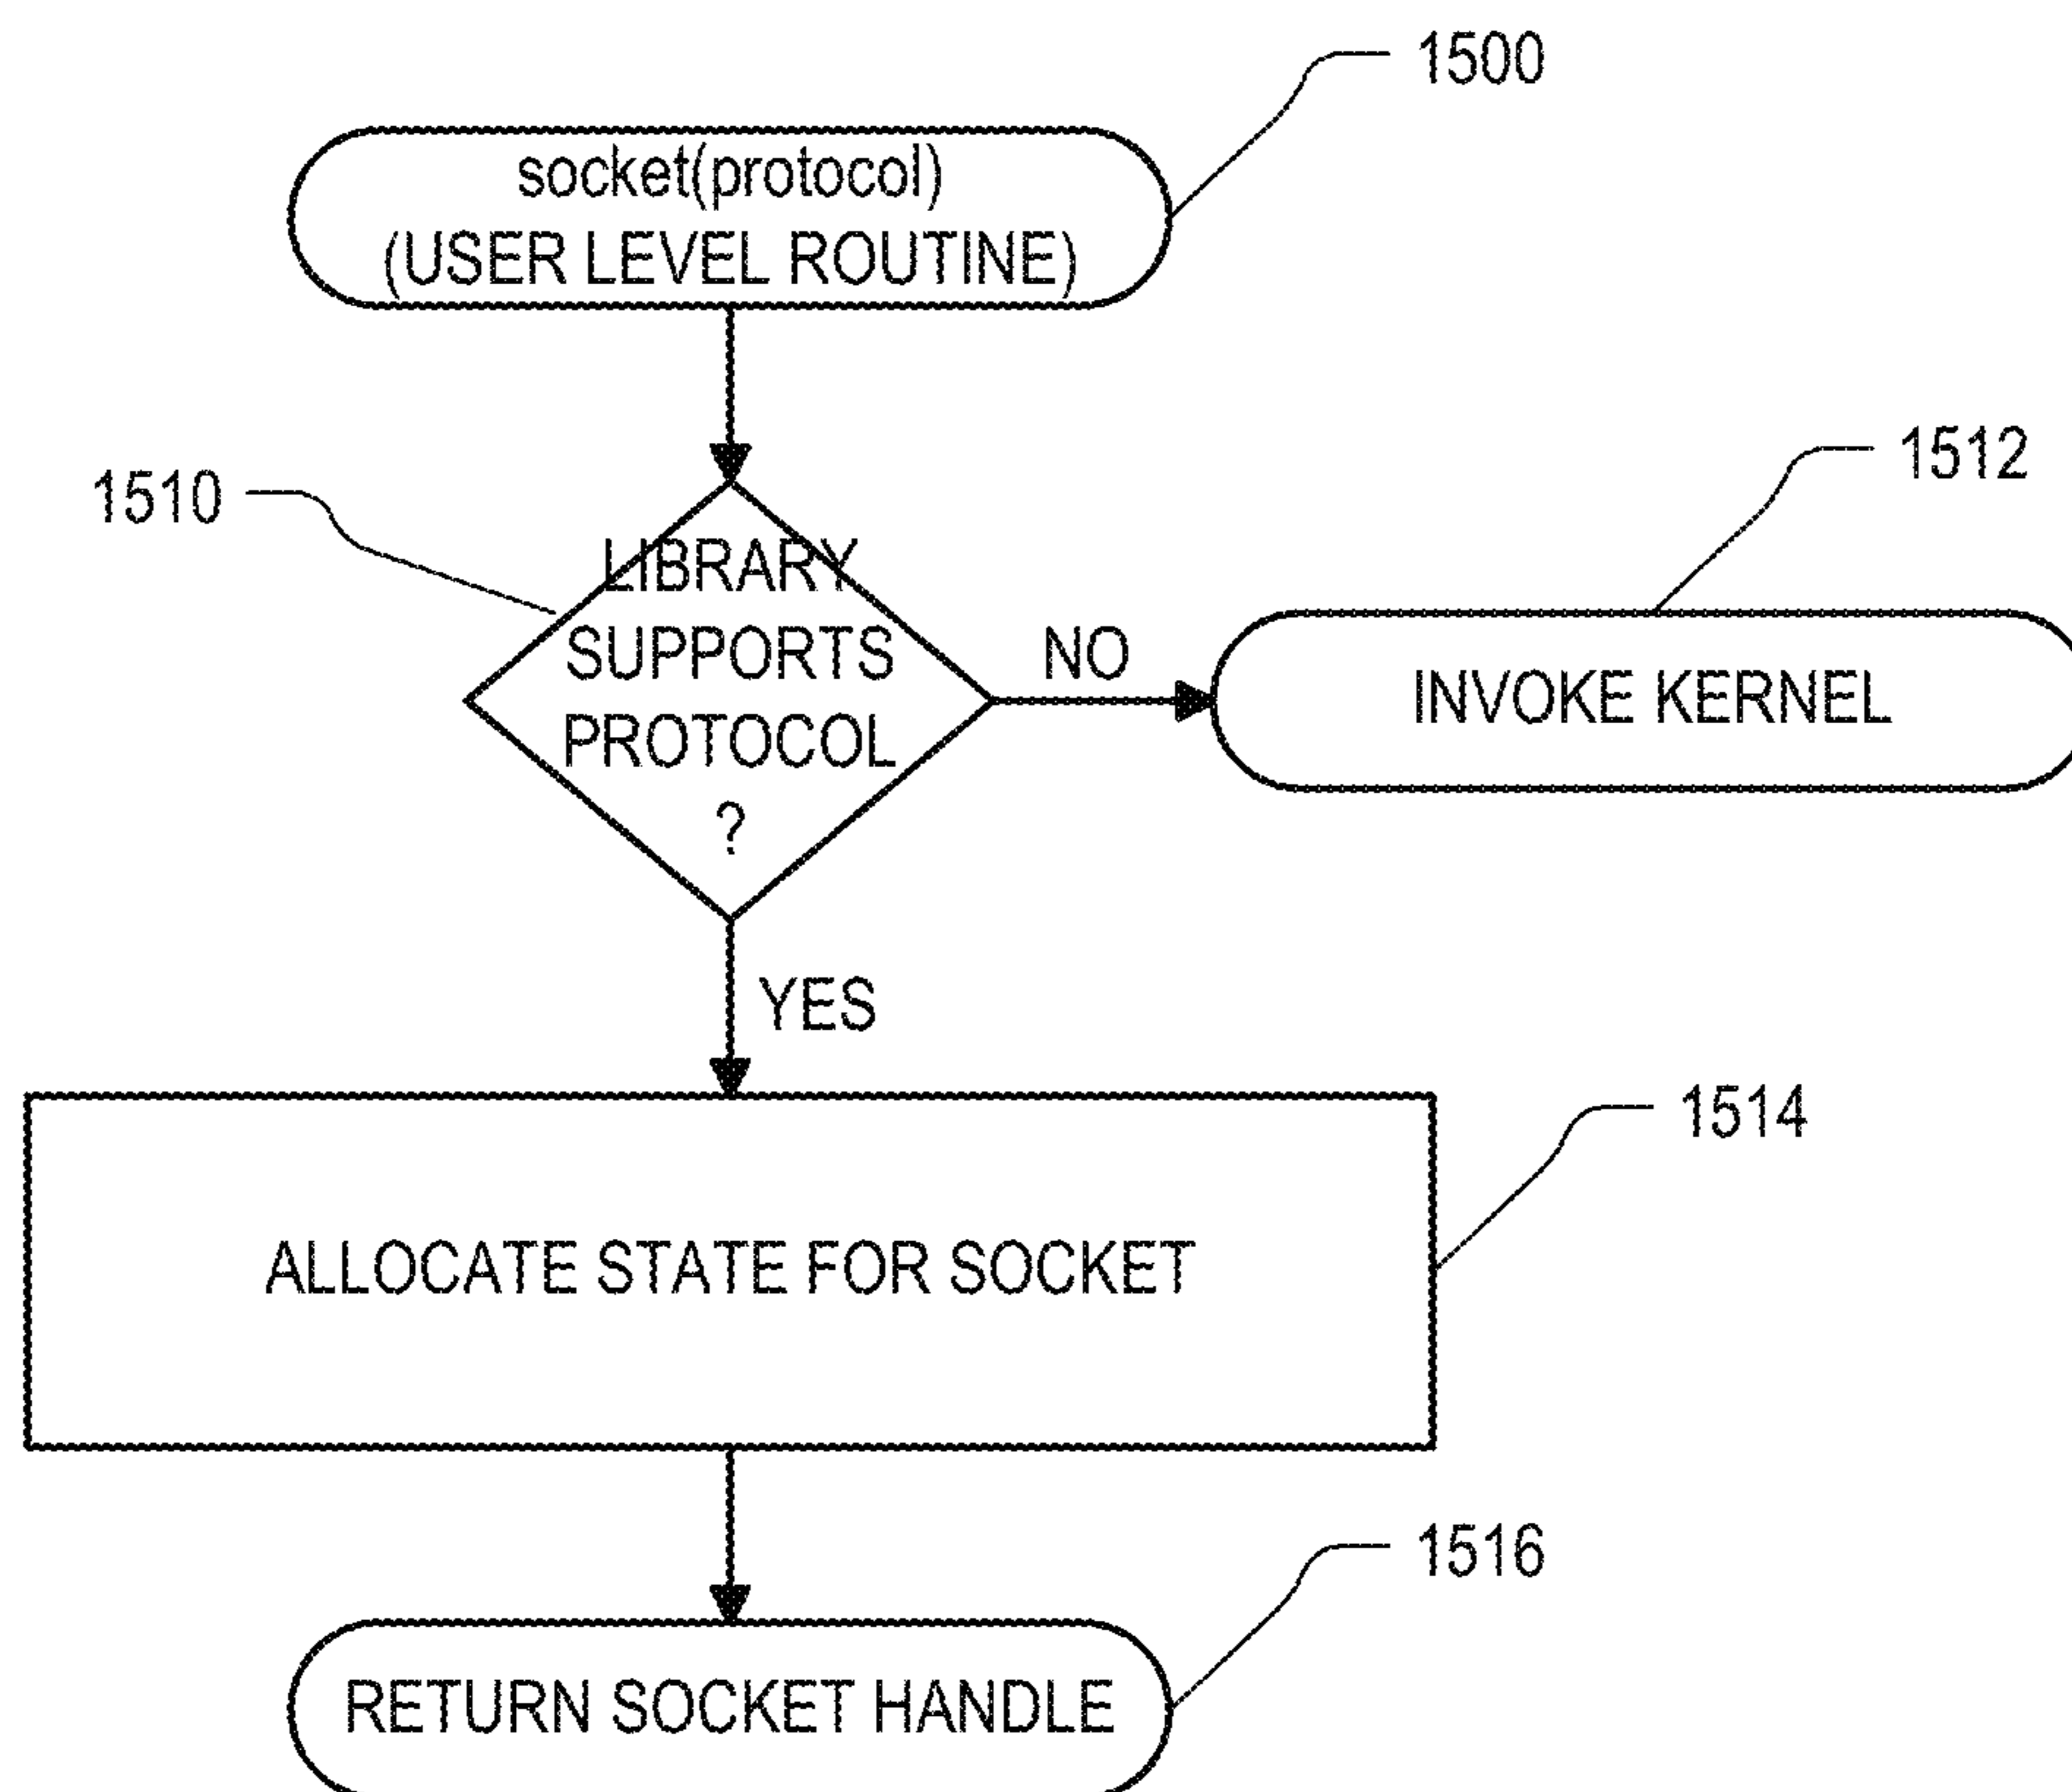 1500
socket(protocol)
(USER LEVEL ROUTINE)
1510
LIBRARY
SUPPORTS
PROTOCOL
?
NO
1512
INVOKE KERNEL
YES
1514
ALLOCATE STATE FOR SOCKET
1516
RETURN SOCKET HANDLE